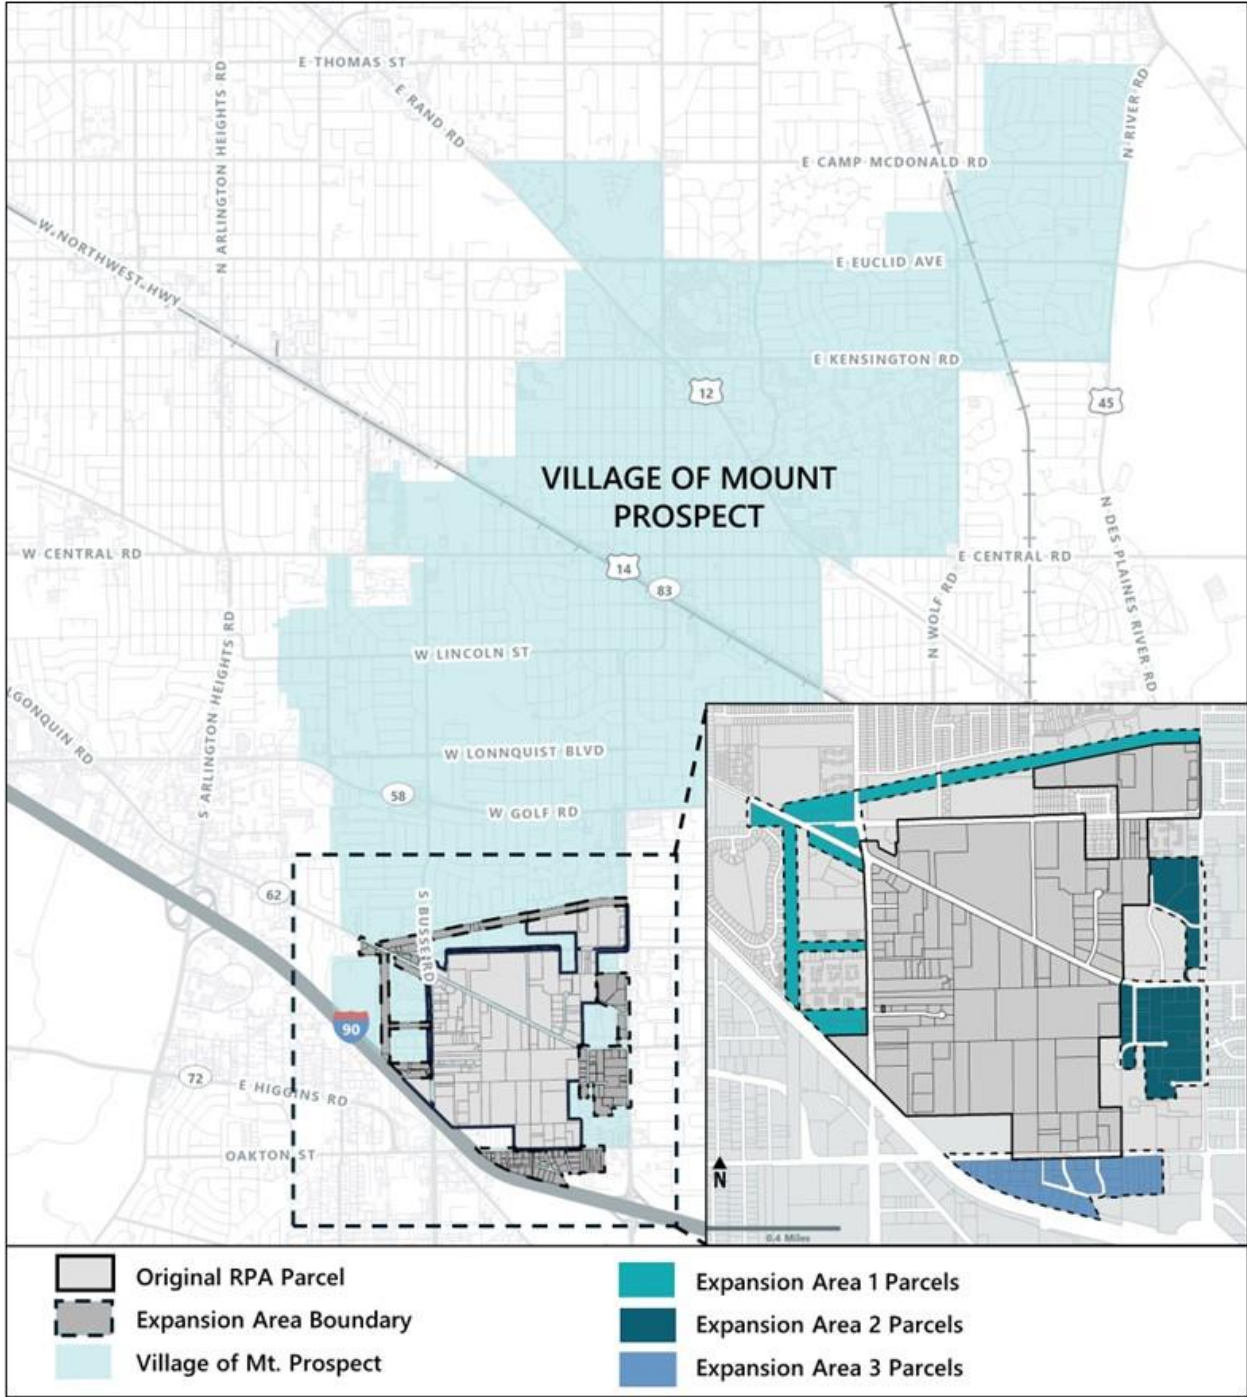 E THOMAS ST
N ARLINGTON HEIGHTS RD
E RAND RD
N RIVER RD
E CAMP MCDONALD RD
W NORTHWEST HWY
E EUCLID AVE
E KENSINGTON RD
12
45
VILLAGE OF MOUNT
PROSPECT
W CENTRAL RD
E CENTRAL RD
14
83
N DES PLAINES RIVER RD
N WOLF RD
W LINCOLN ST
S ARLINGTON HEIGHTS RD
LGONQUIN RD
W LONNQUIST BLVD
58
W GOLF RD
62
S BUSSE RD
90
72
E HIGGINS RD
OAKTON ST
N
0.4 Miles
Original RPA Parcel
Expansion Area Boundary
Village of Mt. Prospect
Expansion Area 1 Parcels
Expansion Area 2 Parcels
Expansion Area 3 Parcels